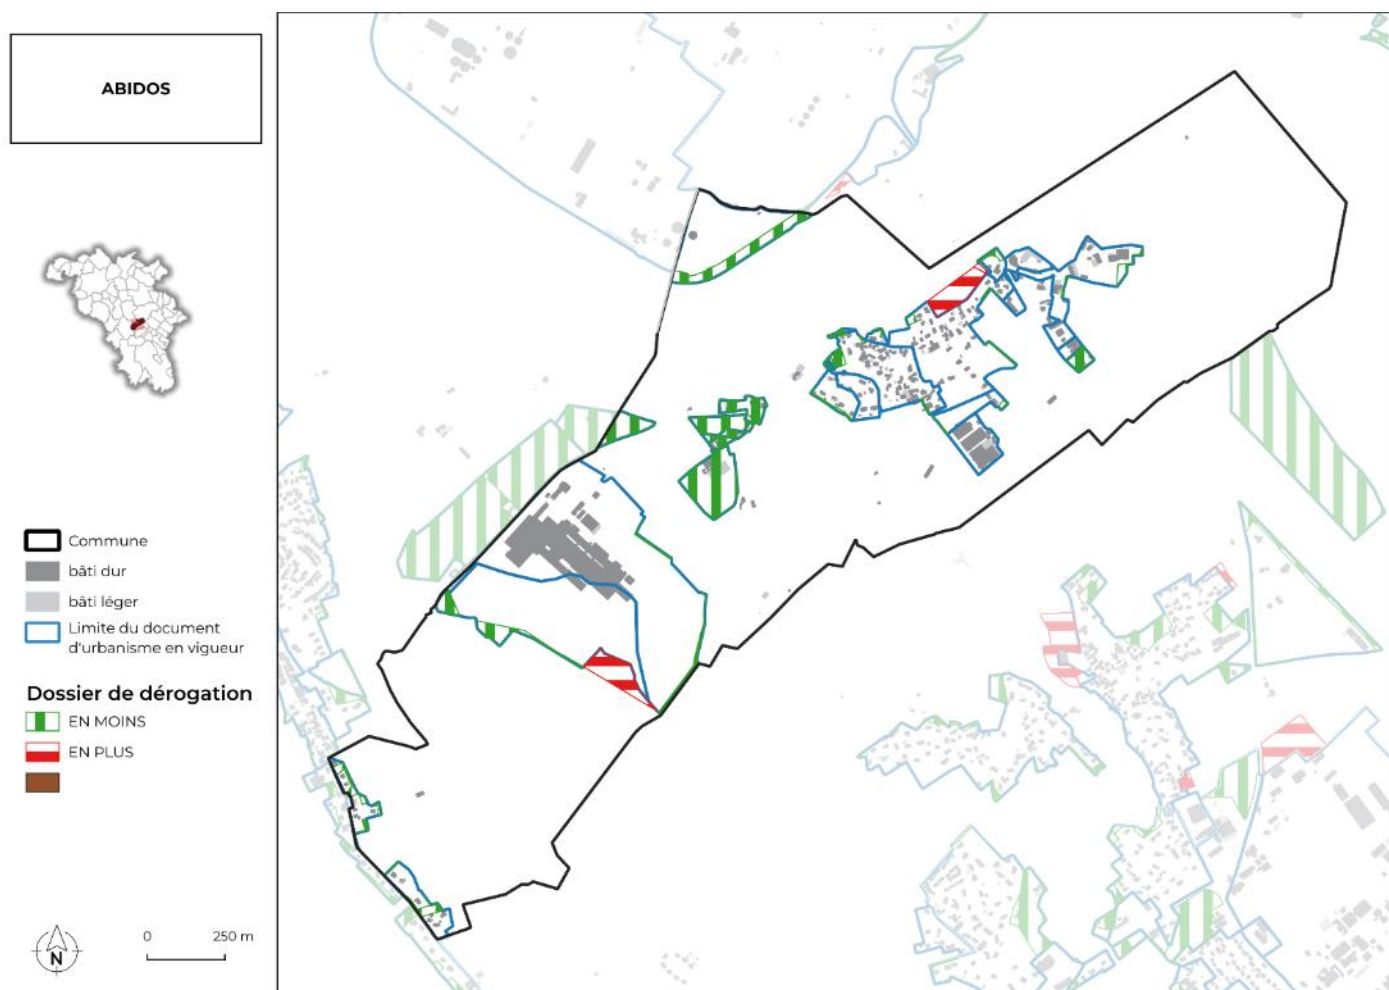 ABIDOS
Commune
bâti dur
bâti léger
Limite du document
d'urbanisme en vigueur
Dossier de dérogation
EN MOINS
EN PLUS
N
0 250 m